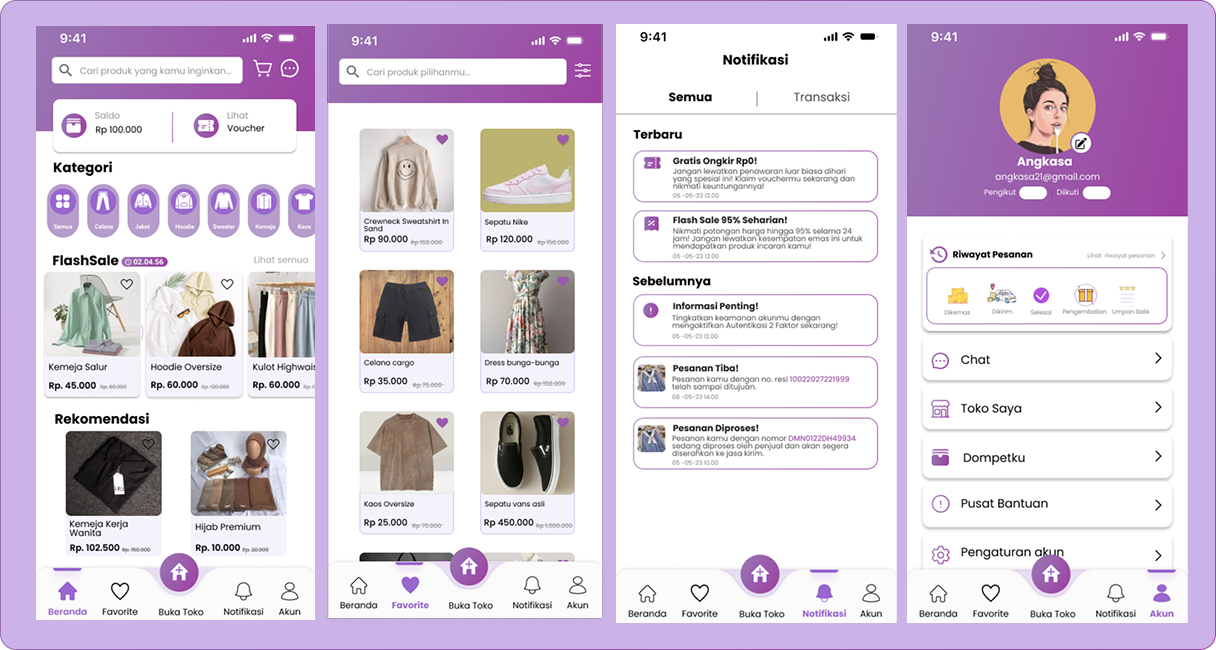 9:41
Cari produk yang kamu inginkan...
Saldo
Rp 100.000
Lihat
Voucher
Kategori
Semua
Celana
Jaket
Hoodie
Sweater
Kemeja
Kaos
FlashSale
02.04.56
Lihat semua
Kemeja Salur
Rp. 45.000 Rp. 80.000
Hoodie Oversize
Rp. 60.000 Rp. 120.000
Kulot Highwais
Rp. 60.000
Rekomendasi
Kemeja Kerja
Wanita
Rp. 102.500 Rp. 150.000
Hijab Premium
Rp. 10.000 Rp. 20.000
Beranda
Favorite
Buka Toko
Notifikasi
Akun
9:41
Cari produk pilihanmu...
Crewneck Sweatshirt In
Sand
Rp 90.000 Rp 150.000
Sepatu Nike
Rp 120.000 Rp 150.000
Celana cargo
Rp 35.000 Rp 75.000
Dress bunga-bunga
Rp 70.000 Rp 150.000
Kaos Oversize
Rp 25.000 Rp 70.000
Sepatu vans asli
Rp 450.000 Rp 1.000.000
Beranda
Favorite
Buka Toko
Notifikasi
Akun
9:41
Notifikasi
Semua
Transaksi
Terbaru
Gratis Ongkir Rp0!
Jangan lewatkan penawaran luar biasa dihari
yang spesial ini! Klaim vouchermu sekarang dan
nikmati keuntungannya!
05 -05-23 12.00
Flash Sale 95% Seharian!
Nikmati potongan harga hingga 95% selama 24
jam! Jangan lewatkan kesempatan emas ini untuk
mendapatkan produk incaran kamu!
05 -05-23 12.00
Sebelumnya
Informasi Penting!
Tingkatkan keamanan akunmu dengan
mengaktifkan Autentikasi 2 Faktor sekarang!
05 -05-23 12.00
Pesanan Tiba!
Pesanan kamu dengan no, resi 10022027221999
telah sampai ditujuan.
08 -05-23 14.00
Pesanan Diproses!
Pesanan kamu dengan nomor DMN0122DH49934
sedang diproses oleh penjual dan akan segera
diserahkan ke jasa kirim.
05 -05-23 10.00
Beranda
Favorite
Buka Toko
Notifikasi
Akun
9:41
Angkasa
angkasa21@gmail.com
Pengikut
Diikuti
Riwayat Pesanan
Lihat riwayat pesanan
Dikemas
Dikirim
Selesai
Pengembalian
Umpan Balik
Chat
Toko Saya
Dompetku
Pusat Bantuan
Pengaturan akun
Beranda
Favorite
Buka Toko
Notifikasi
Akun